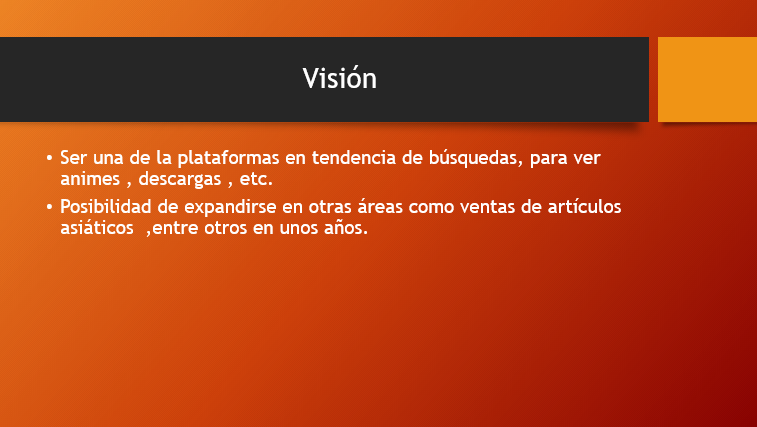 Visión
• Ser una de la plataformas en tendencia de búsquedas, para ver
animes , descargas , etc.
• Posibilidad de expandirse en otras áreas como ventas de artículos
asiáticos  ,entre otros en unos años.